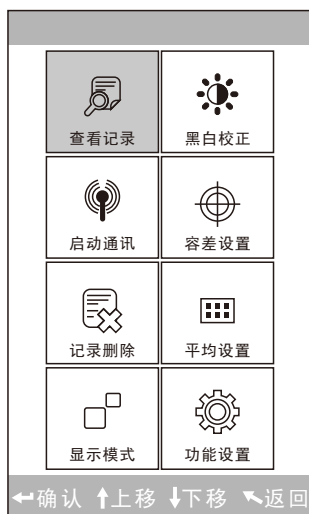 查看记录 黑白校正
启动通讯 容差设置
记录删除 平均设置
显示模式 功能设置
确认 上移 下移 返回